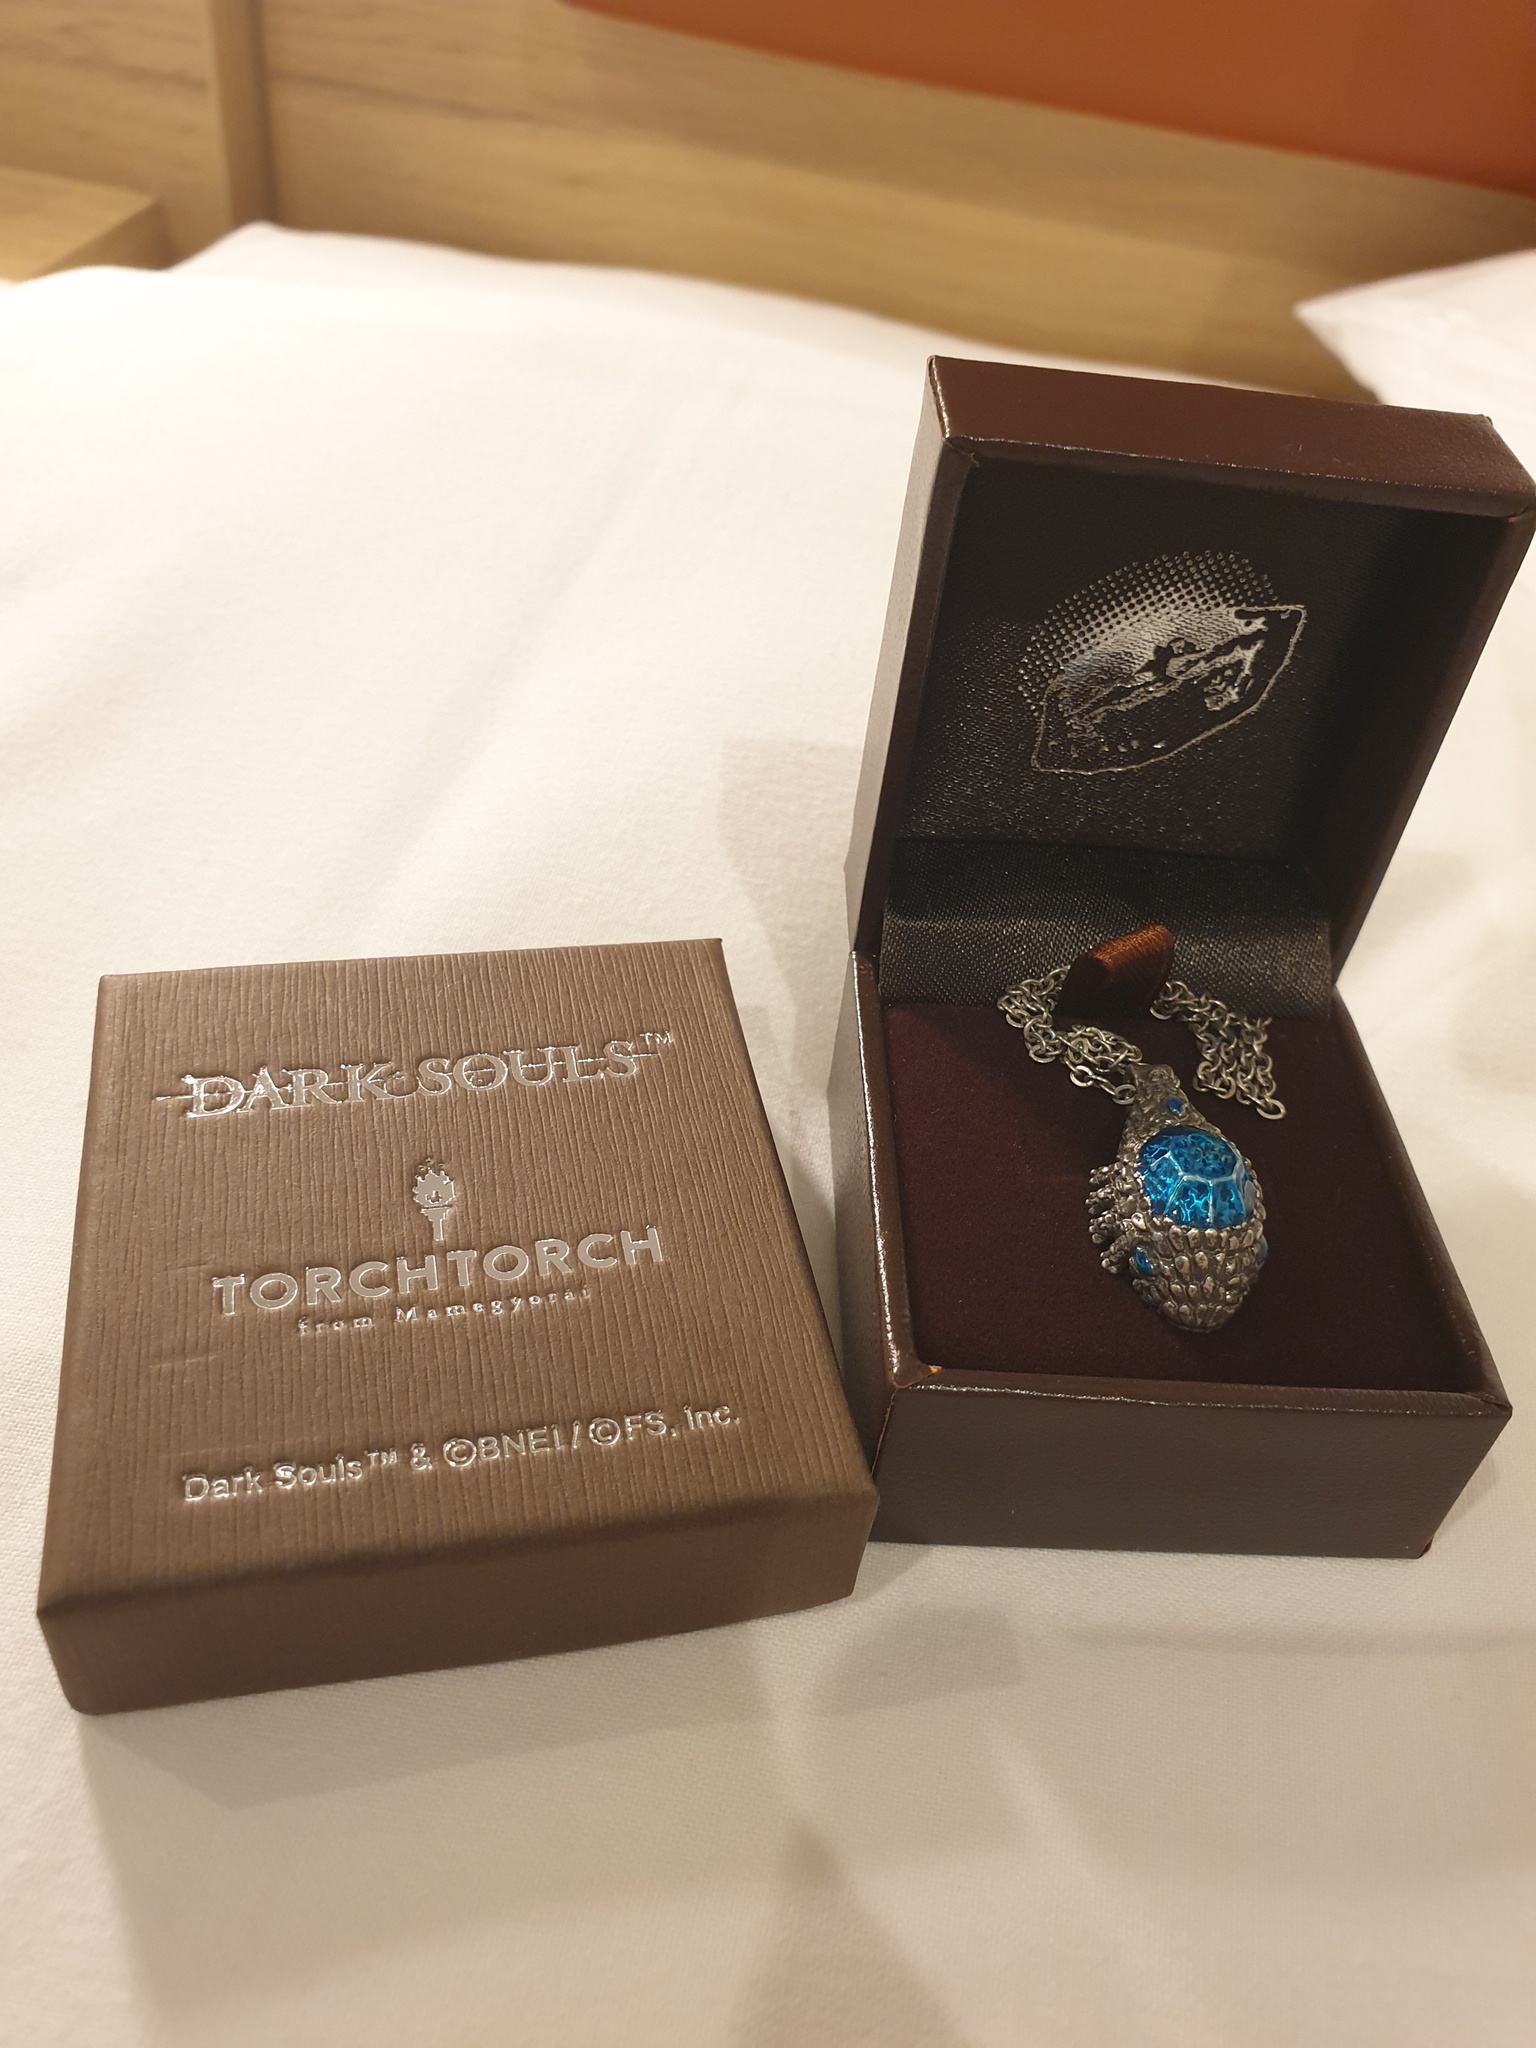 DARK SOULS™
TORCHTORCH
from Mamegyorai
Dark Souls™ & ©BNEI / ©FS, Inc.